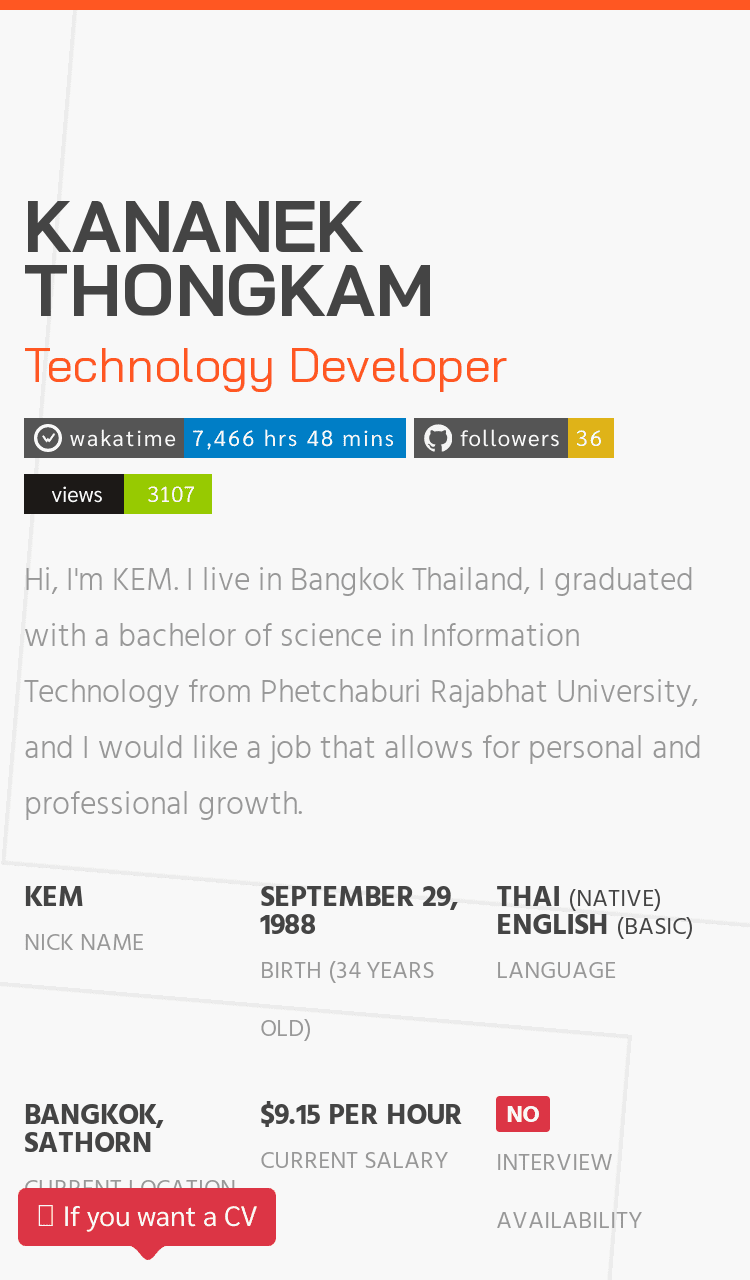 KANANEK
THONGKAM
Technology Developer
wakatime 7,466 hrs 48 mins
followers 36
views 3107
Hi, I'm KEM. I live in Bangkok Thailand, I graduated
with a bachelor of science in Information
Technology from Phetchaburi Rajabhat University,
and I would like a job that allows for personal and
professional growth.
KEM
NICK NAME
SEPTEMBER 29,
1988
BIRTH (34 YEARS
OLD)
THAI (NATIVE)
ENGLISH (BASIC)
LANGUAGE
BANGKOK,
SATHORN
CURRENT LOCATION
$9.15 PER HOUR
CURRENT SALARY
NO
INTERVIEW
AVAILABILITY
If you want a CV